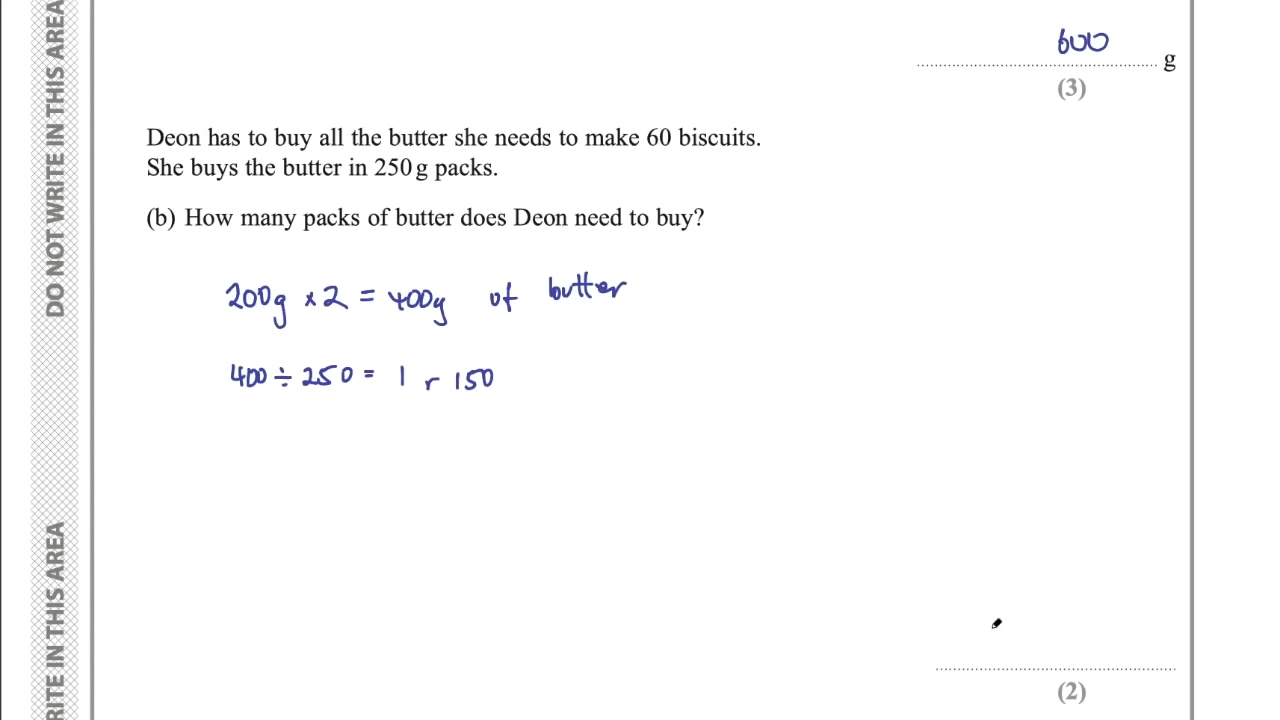 DO NOT WRITE IN THIS AREA
600
g
(3)
Deon has to buy all the butter she needs to make 60 biscuits.
She buys the butter in 250 g packs.
(b) How many packs of butter does Deon need to buy?
200g × 2 = 400g of butter
400 ÷ 250 = 1 r 150
RITE IN THIS AREA
(2)